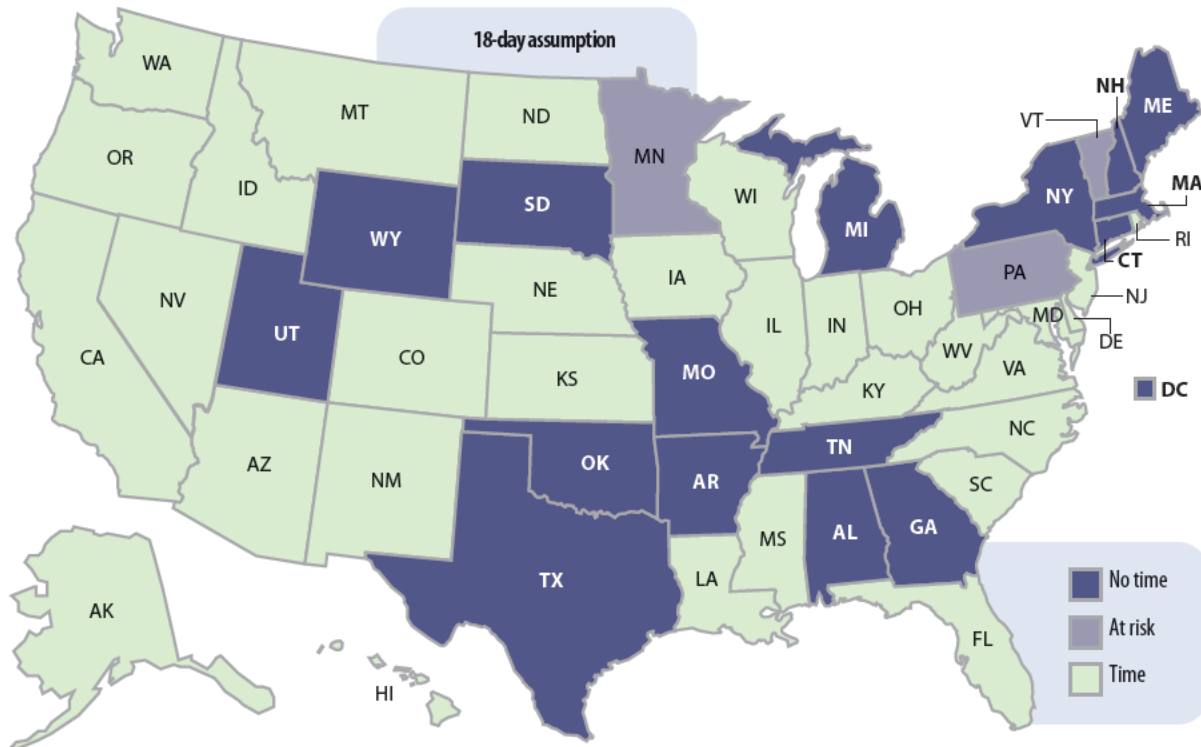 18-day assumption
WA
MT
ND
MN
VT
NH
ME
OR
ID
WI
NY
MA
SD
WY
MI
RI
CT
PA
IA
NE
NJ
NV
OH
IL
IN
MD
UT
DE
CA
CO
WV
KS
MO
VA
KY
DC
NC
TN
AZ
OK
NM
AR
SC
MS
AL
GA
TX
LA
No time
AK
At risk
FL
Time
HI